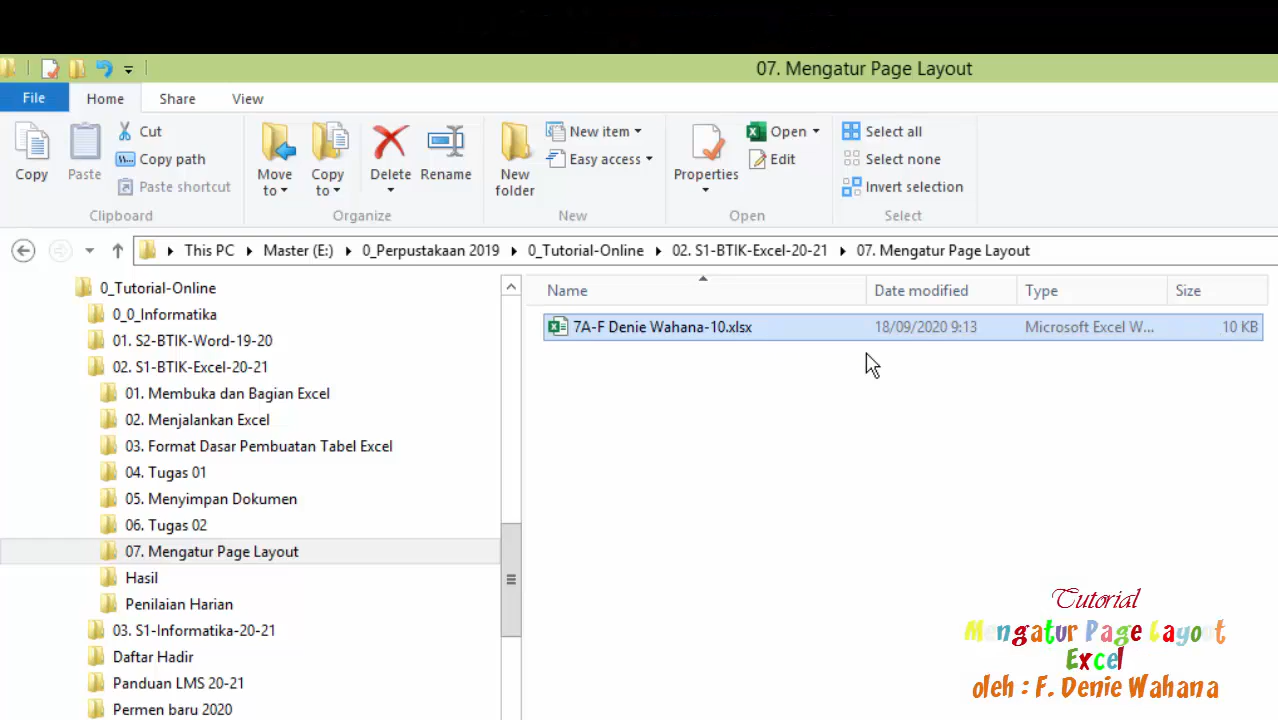 07. Mengatur Page Layout
File Home Share View
Copy
Paste
Cut
Copy path
Paste shortcut
Clipboard
Move to
Copy to
Delete
Rename
Organize
New folder
New item
Easy access
New
Properties
Open
Edit
Open
Select all
Select none
Invert selection
Select
This PC Master (E:) 0_Perpustakaan 2019 0_Tutorial-Online 02. S1-BTIK-Excel-20-21 07. Mengatur Page Layout
0_Tutorial-Online
0_0_Informatika
01. S2-BTIK-Word-19-20
02. S1-BTIK-Excel-20-21
01. Membuka dan Bagian Excel
02. Menjalankan Excel
03. Format Dasar Pembuatan Tabel Excel
04. Tugas 01
05. Menyimpan Dokumen
06. Tugas 02
07. Mengatur Page Layout
Hasil
Penilaian Harian
03. S1-Informatika-20-21
Daftar Hadir
Panduan LMS 20-21
Permen baru 2020
Name Date modified Type Size
7A-F Denie Wahana-10.xlsx 18/09/2020 9:13 Microsoft Excel W... 10 KB
Tutorial
Mengatur Page Layout
Excel
oleh : F. Denie Wahana